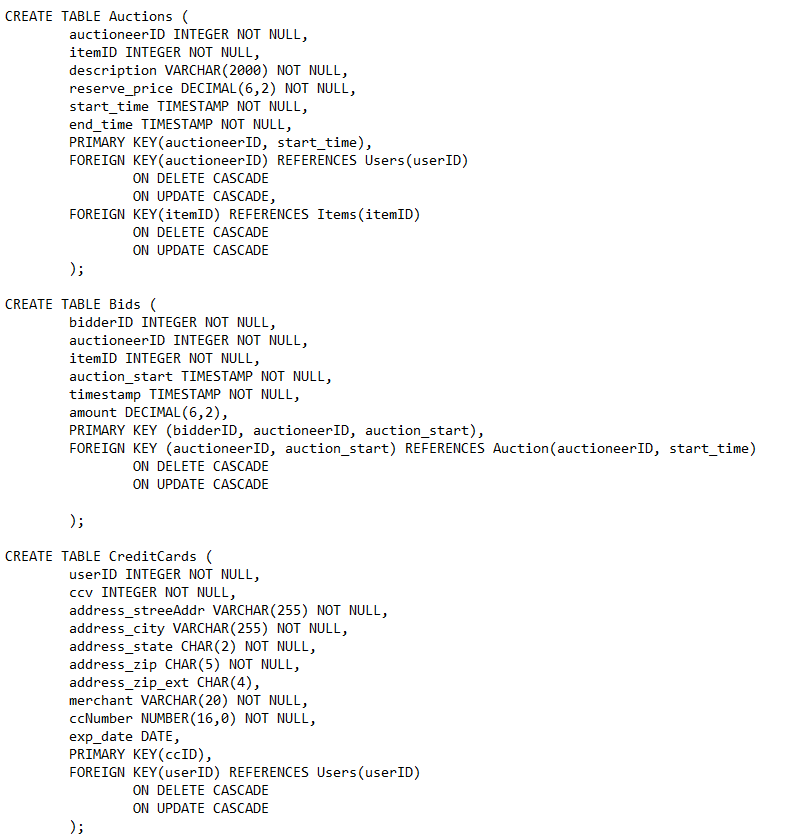 CREATE TABLE Auctions (
auctioneerID INTEGER NOT NULL,
itemID INTEGER NOT NULL,
description VARCHAR(2000) NOT NULL,
reserve_price DECIMAL(6,2) NOT NULL,
start_time TIMESTAMP NOT NULL,
end_time TIMESTAMP NOT NULL,
PRIMARY KEY(auctioneerID, start_time),
FOREIGN KEY(auctioneerID) REFERENCES Users(userID)
ON DELETE CASCADE
ON UPDATE CASCADE,
FOREIGN KEY(itemID) REFERENCES Items(itemID)
ON DELETE CASCADE
ON UPDATE CASCADE
);
CREATE TABLE Bids (
bidderID INTEGER NOT NULL,
auctioneerID INTEGER NOT NULL,
itemID INTEGER NOT NULL,
auction_start TIMESTAMP NOT NULL,
timestamp TIMESTAMP NOT NULL,
amount DECIMAL(6,2),
PRIMARY KEY (bidderID, auctioneerID, auction_start),
FOREIGN KEY (auctioneerID, auction_start) REFERENCES Auction(auctioneerID, start_time)
ON DELETE CASCADE
ON UPDATE CASCADE
);
CREATE TABLE CreditCards (
userID INTEGER NOT NULL,
ccv INTEGER NOT NULL,
address_streeAddr VARCHAR(255) NOT NULL,
address_city VARCHAR(255) NOT NULL,
address_state CHAR(2) NOT NULL,
address_zip CHAR(5) NOT NULL,
address_zip_ext CHAR(4),
merchant VARCHAR(20) NOT NULL,
ccNumber NUMBER(16,0) NOT NULL,
exp_date DATE,
PRIMARY KEY(ccID),
FOREIGN KEY(userID) REFERENCES Users(userID)
ON DELETE CASCADE
ON UPDATE CASCADE
);